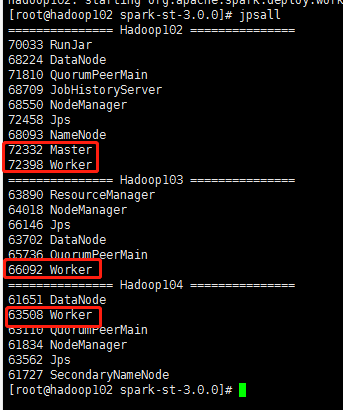 hadoop102: starting org.apache.spark.deploy.work
[root@hadoop102 spark-st-3.0.0]# jpsall
=============== Hadoop102 ===============
70033 RunJar
68224 DataNode
71810 QuorumPeerMain
68709 JobHistoryServer
68550 NodeManager
72458 Jps
68093 NameNode
72332 Master
72398 Worker
=============== Hadoop103 ===============
63890 ResourceManager
64018 NodeManager
66146 Jps
63702 DataNode
65736 QuorumPeerMain
66092 Worker
=============== Hadoop104 ===============
61651 DataNode
63508 Worker
63110 QuorumPeerMain
61834 NodeManager
63562 Jps
61727 SecondaryNameNode
[root@hadoop102 spark-st-3.0.0]#